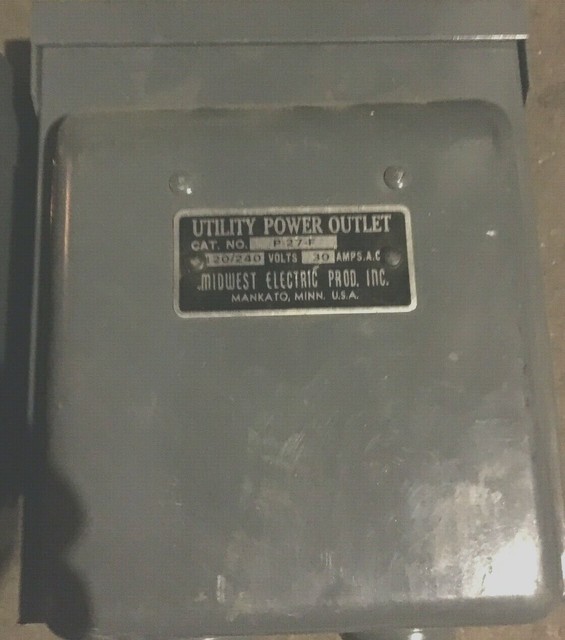 UTILITY POWER OUTLET
CAT. NO. P-27-F
120/240 VOLTS 30 AMPS.A.C
MIDWEST ELECTRIC PROD. INC.
MANKATO, MINN. U.S.A.